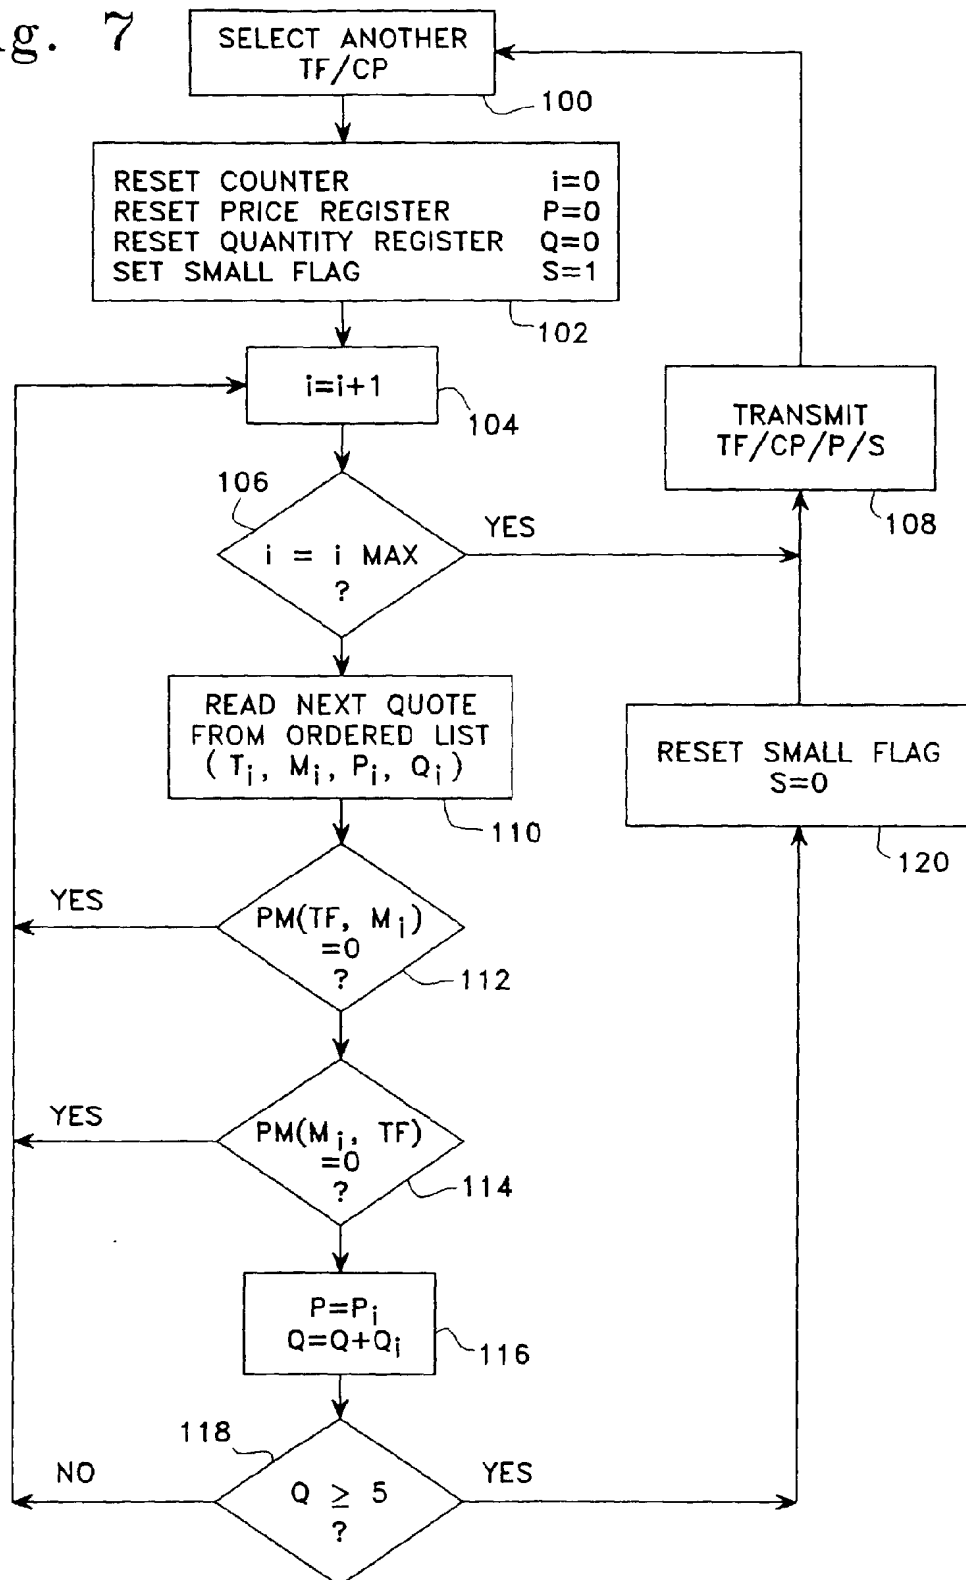 g. 7
SELECT ANOTHER
TF/CP
100
RESET COUNTER i=0
RESET PRICE REGISTER P=0
RESET QUANTITY REGISTER Q=0
SET SMALL FLAG S=1
102
i=i+1
104
TRANSMIT
TF/CP/P/S
108
106
i = i MAX
?
YES
READ NEXT QUOTE
FROM ORDERED LIST
( Ti, Mi, Pi, Qi )
110
RESET SMALL FLAG
S=0
120
YES
PM(TF, Mi)
=0
?
112
YES
PM(Mi, TF)
=0
?
114
P=Pi
Q=Q+Qi
116
118
NO
Q ≥ 5
?
YES